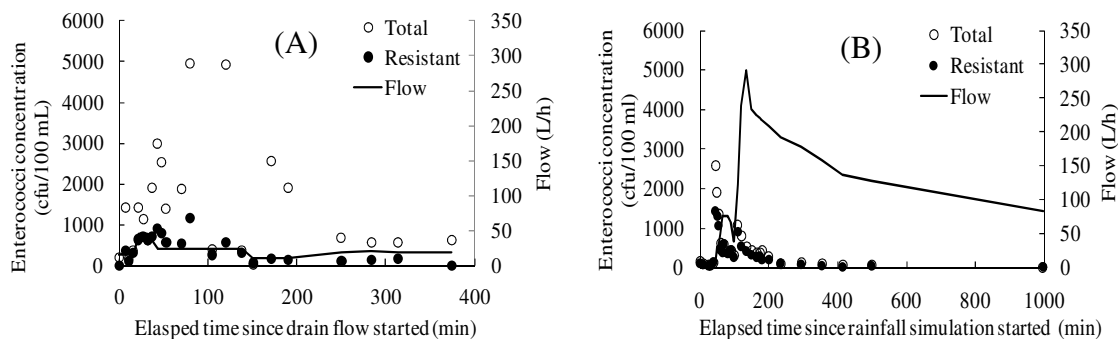 (A)
Total
Resistant
Flow
6000
5000
4000
3000
2000
1000
0
Enterococci concentration
(cfu/100 mL)
350
300
250
200
150
100
50
0
Flow (L/h)
0
100
200
300
400
Elasped time since drain flow started (min)
(B)
Total
Resistant
Flow
6000
5000
4000
3000
2000
1000
0
Enterococci concentration
(cfu/100 ml)
350
300
250
200
150
100
50
0
Flow (L/h)
0
200
400
600
800
1000
Elapsed time since rainfall simulation started (min)